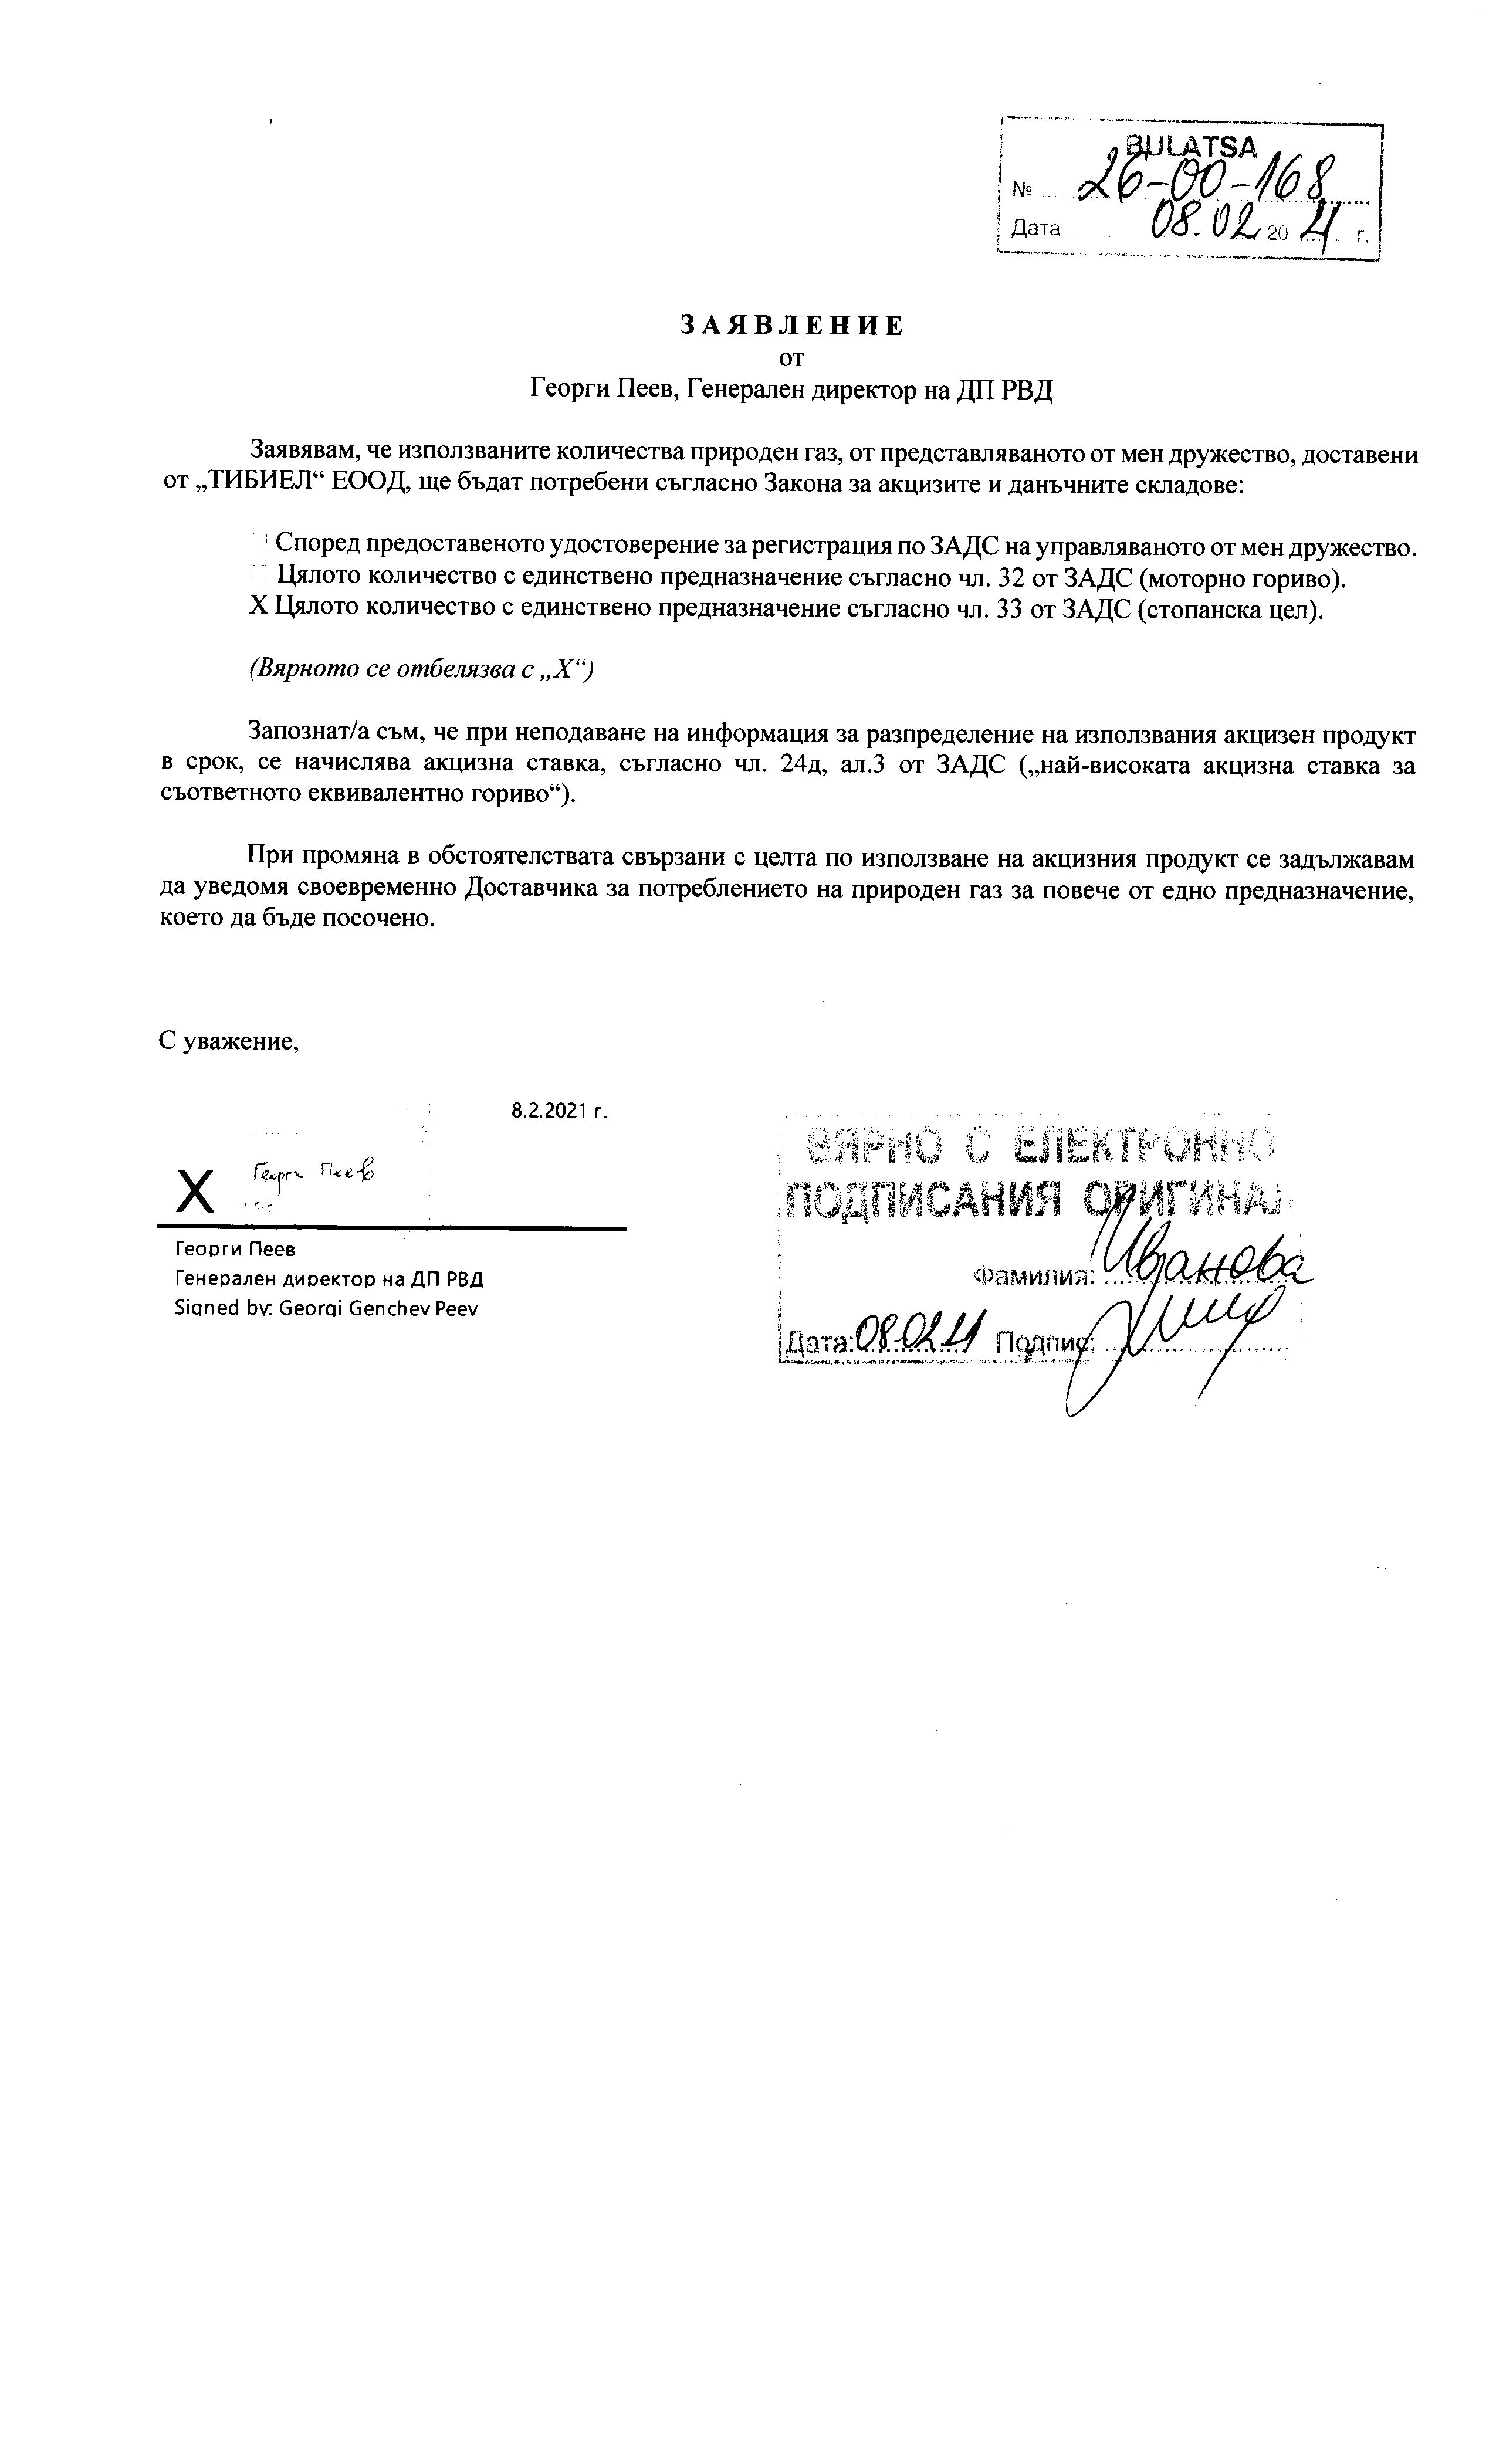 BULATSA
№ 26-00-168
Дата 08.02 20 21 г.
ЗАЯВЛЕНИЕ
от
Георги Пеев, Генерален директор на ДП РВД
Заявявам, че използваните количества природен газ, от представляваното от мен дружество, доставени
от „ТИБИЕЛ“ ЕООД, ще бъдат потребени съгласно Закона за акцизите и данъчните складове:
Според предоставеното удостоверение за регистрация по ЗАДС на управляваното от мен дружество.
Цялото количество с единствено предназначение съгласно чл. 32 от ЗАДС (моторно гориво).
X Цялото количество с единствено предназначение съгласно чл. 33 от ЗАДС (стопанска цел).
(Вярното се отбелязва с „X“)
Запознат/а съм, че при неподаване на информация за разпределение на използвания акцизен продукт
в срок, се начислява акцизна ставка, съгласно чл. 24д, ал.3 от ЗАДС („най-високата акцизна ставка за
съответното еквивалентно гориво“).
При промяна в обстоятелствата свързани с целта по използване на акцизния продукт се задължавам
да уведомя своевременно Доставчика за потреблението на природен газ за повече от едно предназначение,
което да бъде посочено.
С уважение,
8.2.2021 г.
X Георги Пеев
Георги Пеев
Генерален директор на ДП РВД
Signed by: Georgi Genchev Peev
ВЯРНО С ЕЛЕКТРОННО
ПОДПИСАНИЯ ОРИГИНАЛ
Фамилия: Иванова
Дата: 08.02.21 Подпис: